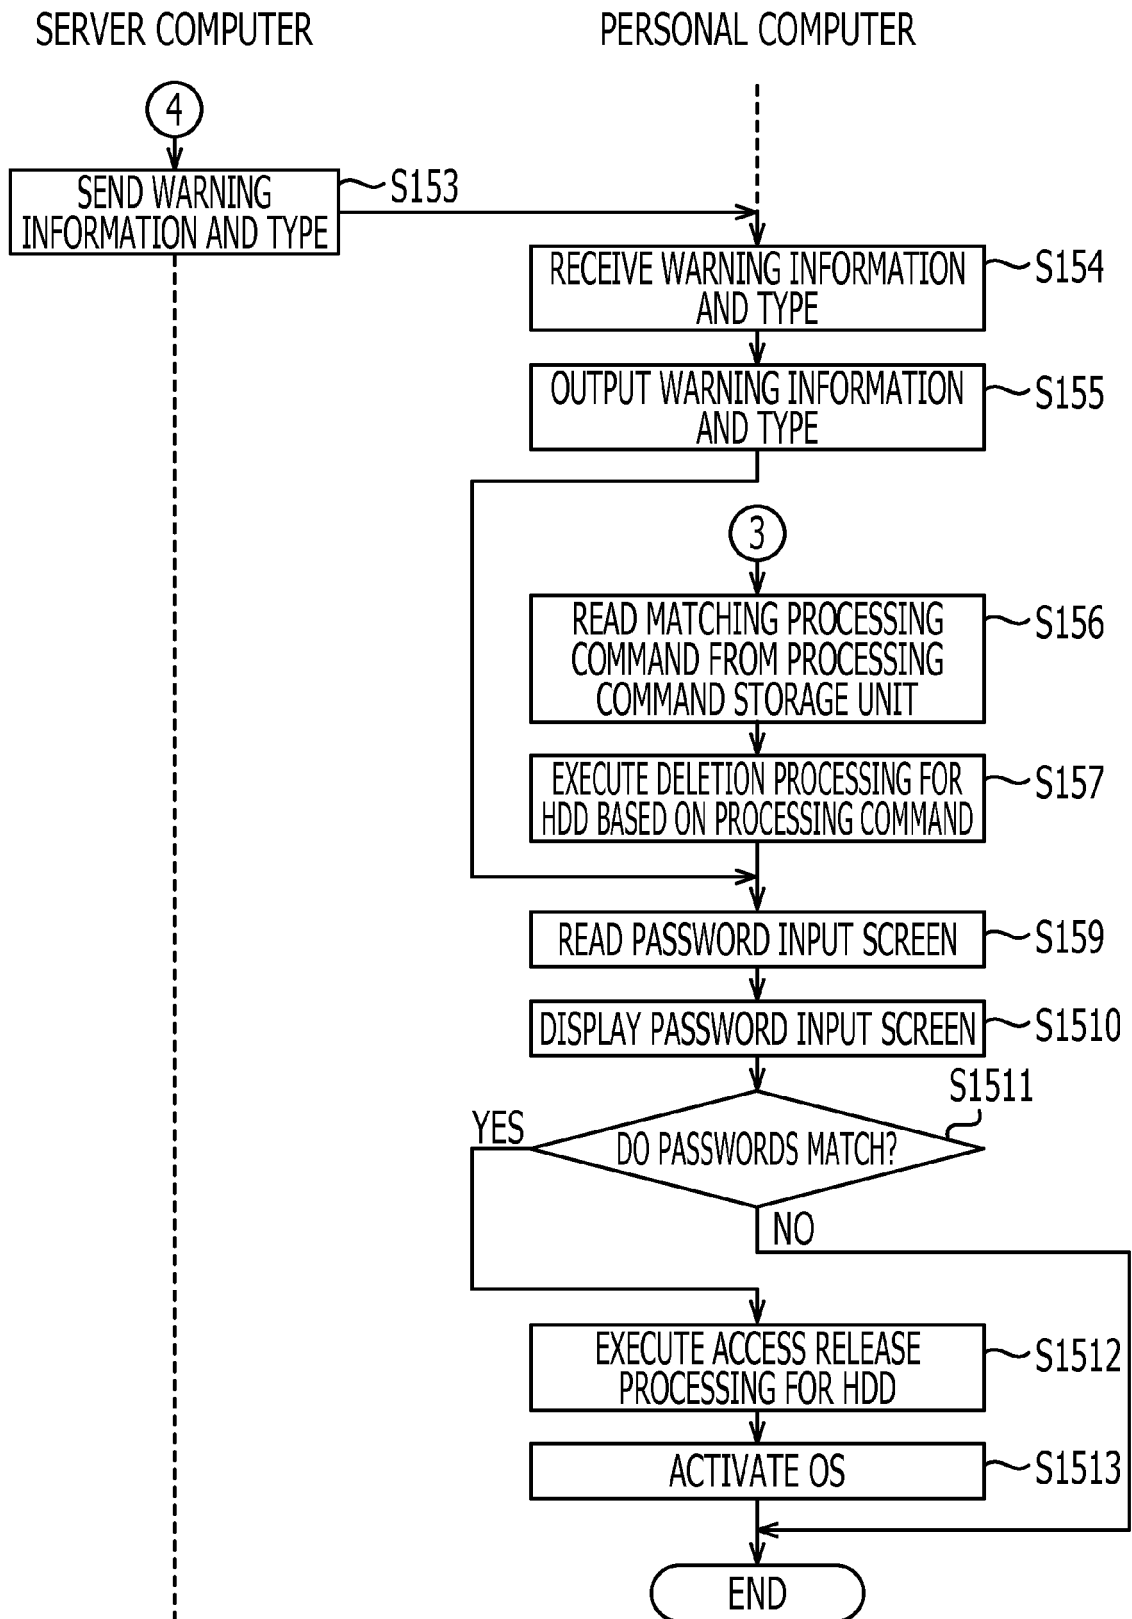 SERVER COMPUTER
PERSONAL COMPUTER
4
SEND WARNING
INFORMATION AND TYPE
S153
RECEIVE WARNING INFORMATION
AND TYPE
S154
OUTPUT WARNING INFORMATION
AND TYPE
S155
3
READ MATCHING PROCESSING
COMMAND FROM PROCESSING
COMMAND STORAGE UNIT
S156
EXECUTE DELETION PROCESSING FOR
HDD BASED ON PROCESSING COMMAND
S157
READ PASSWORD INPUT SCREEN
S159
DISPLAY PASSWORD INPUT SCREEN
S1510
S1511
YES
DO PASSWORDS MATCH?
NO
EXECUTE ACCESS RELEASE
PROCESSING FOR HDD
S1512
ACTIVATE OS
S1513
END